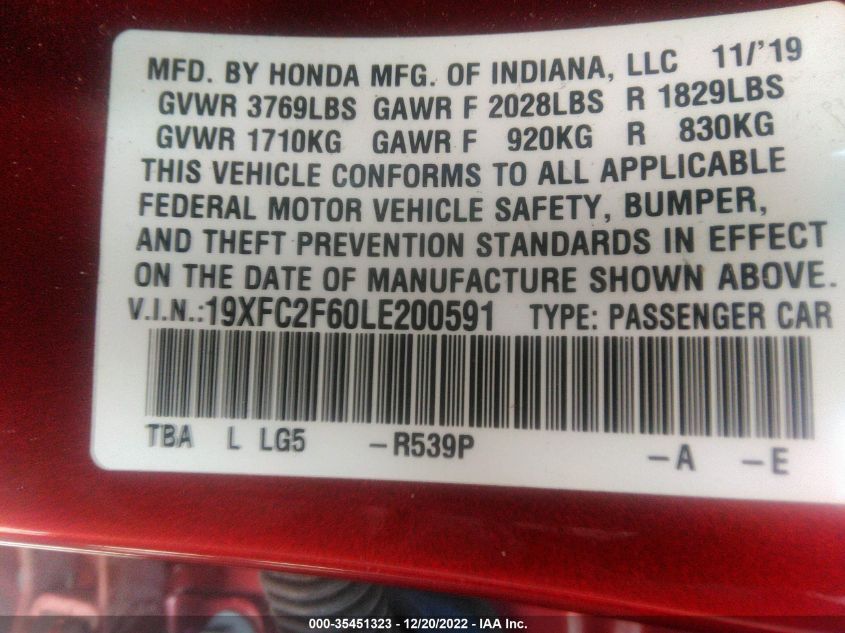 MFD. BY HONDA MFG. OF INDIANA, LLC 11/'19
GVWR 3769LBS GAWR F 2028LBS R 1829LBS
GVWR 1710KG GAWR F 920KG R 830KG
THIS VEHICLE CONFORMS TO ALL APPLICABLE
FEDERAL MOTOR VEHICLE SAFETY, BUMPER,
AND THEFT PREVENTION STANDARDS IN EFFECT
ON THE DATE OF MANUFACTURE SHOWN ABOVE.
V.I.N.:19XFC2F60LE200591 TYPE: PASSENGER CAR
TBA L LG5 -R539P -A -E
000-35451323 - 12/20/2022 - IAA Inc.